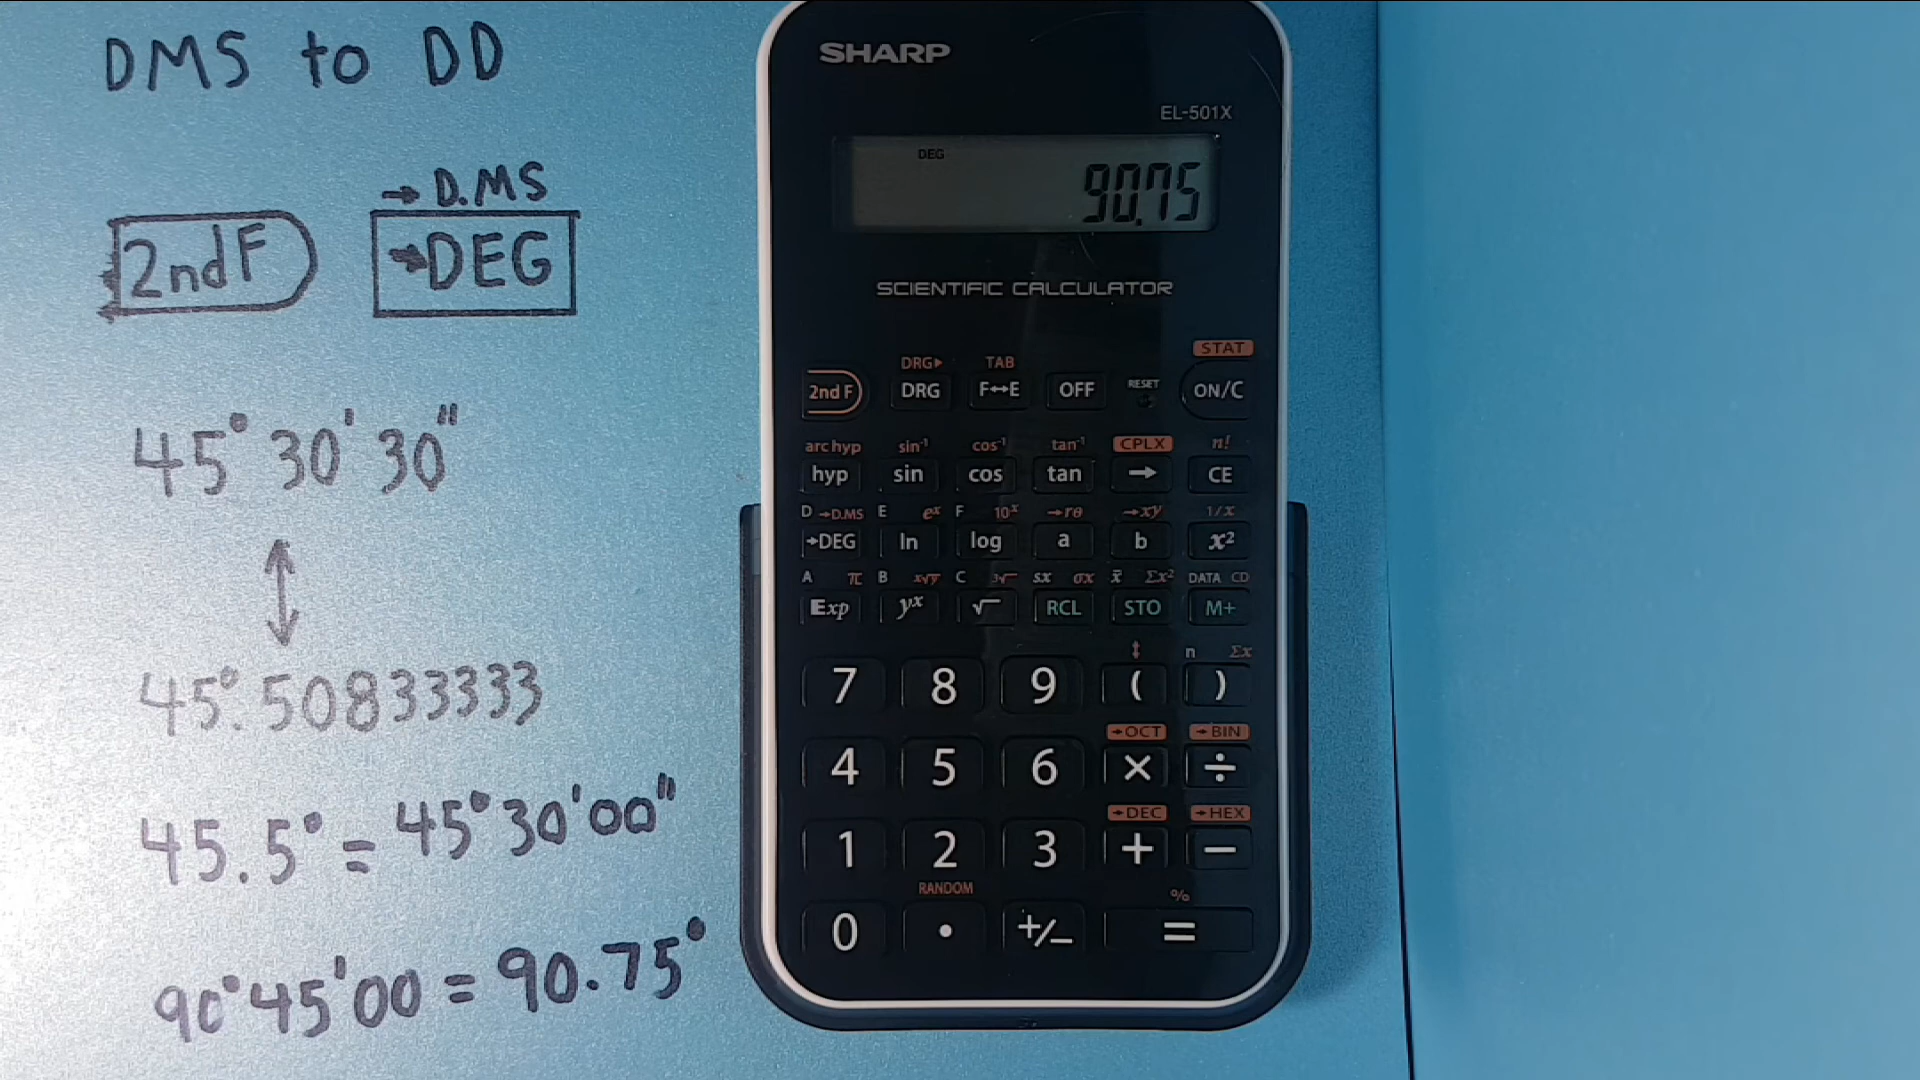 DMS to DD
→ D.MS
2ndF →DEG
45° 30' 30"
↕
45°.50833333
45.5° = 45°30'00"
90°45'00 = 90.75°
SHARP
EL-501X
DEG
90.75
SCIENTIFIC CALCULATOR
STAT
DRG▸ TAB
2nd F DRG F↔E OFF RESET ON/C
arc hyp sin⁻¹ cos⁻¹ tan⁻¹ CPLX n!
hyp sin cos tan → CE
D →D.MS E eˣ F 10ˣ →rθ →xy 1/x
→DEG ln log a b x²
A π B ˣ√y C ³√ sx σx x̄ Σx² DATA CD
Exp yˣ √ RCL STO M+
↕ n Σx
7 8 9 ( )
→OCT →BIN
4 5 6 × ÷
→DEC →HEX
1 2 3 + −
RANDOM %
0 • +/− =